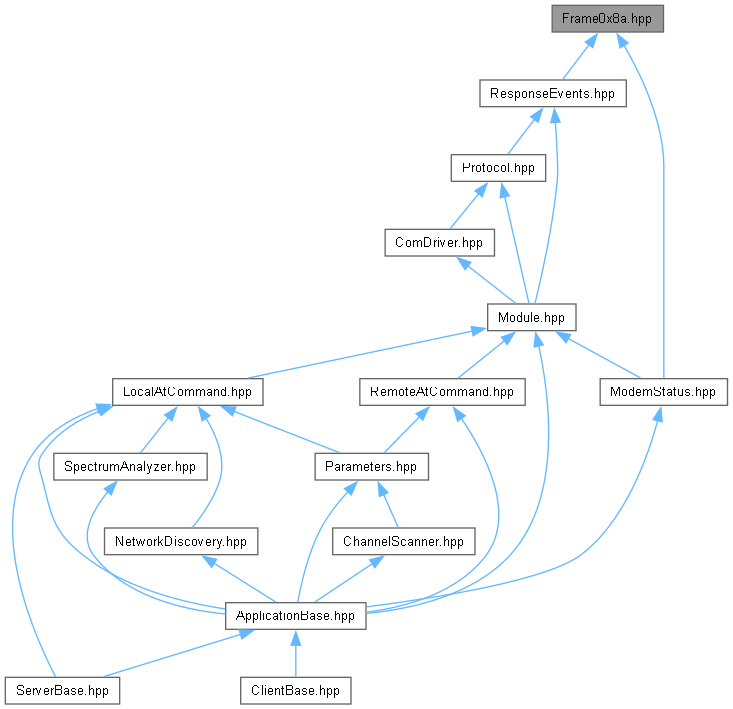 Frame0x8a.hpp
ResponseEvents.hpp
Protocol.hpp
ComDriver.hpp
Module.hpp
LocalAtCommand.hpp
RemoteAtCommand.hpp
ModemStatus.hpp
SpectrumAnalyzer.hpp
Parameters.hpp
NetworkDiscovery.hpp
ChannelScanner.hpp
ApplicationBase.hpp
ServerBase.hpp
ClientBase.hpp